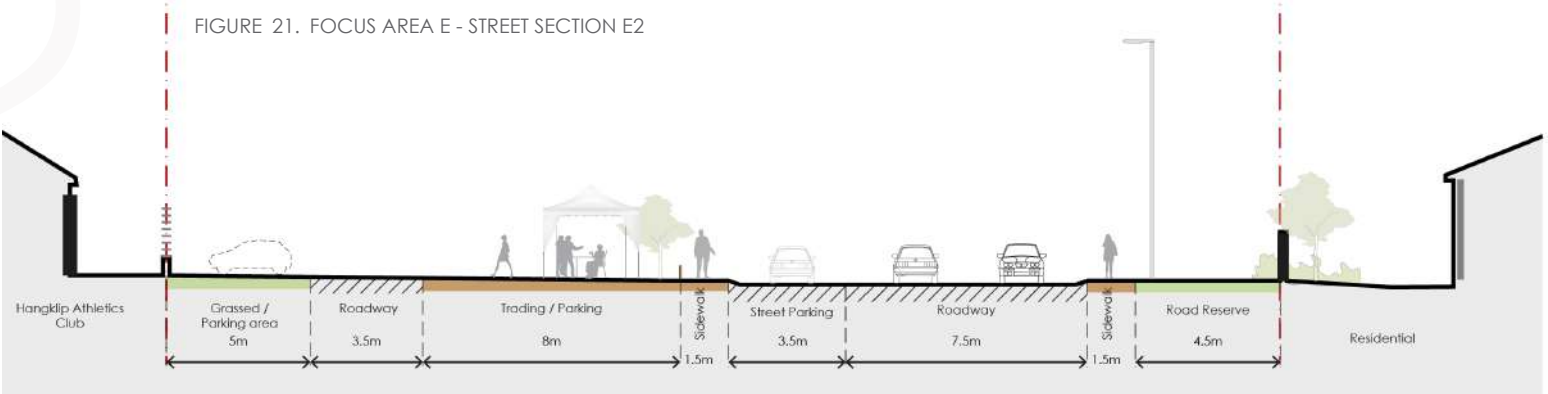 FIGURE 21. FOCUS AREA E - STREET SECTION E2
Hangklip Athletics
Club
Grassed /
Parking area
5m
Roadway
3.5m
Trading / Parking
8m
Sidewalk
1.5m
Street Parking
3.5m
Roadway
7.5m
Sidewalk
1.5m
Road Reserve
4.5m
Residential